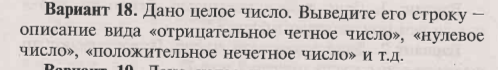 Вариант 18. Дано целое число. Выведите его строку –
описание вида «отрицательное четное число», «нулевое
число», «положительное нечетное число» и т.д.